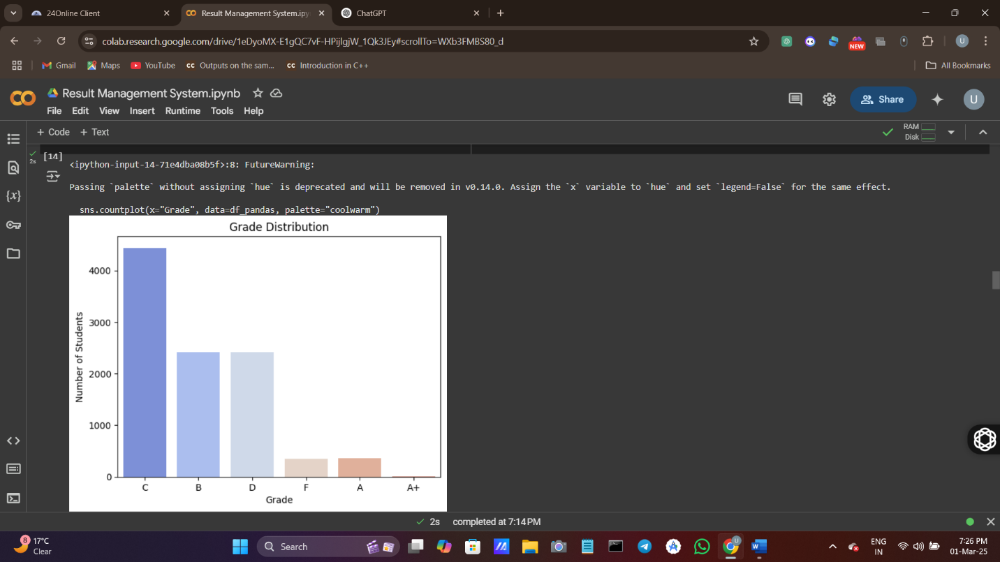 24Online Client
Result Management System.ipy
ChatGPT
colab.research.google.com/drive/1eDyoMX-E1gQC7vF-HPijlqjW_1Qk3JEy#scrollTo=WXb3FMBS80_d
NEW
U
Gmail
Maps
YouTube
CC Outputs on the sam...
CC Introduction in C++
All Bookmarks
CO
Result Management System.ipynb
File Edit View Insert Runtime Tools Help
Share
U
+ Code + Text
RAM
Disk
[14]
2s
<ipython-input-14-71e4dba08b5f>:8: FutureWarning:
Passing `palette` without assigning `hue` is deprecated and will be removed in v0.14.0. Assign the `x` variable to `hue` and set `legend=False` for the same effect.
sns.countplot(x="Grade", data=df_pandas, palette="coolwarm")
Grade Distribution
Number of Students
4000
3000
2000
1000
0
C B D F A A+
Grade
2s completed at 7:14 PM
8
17°C
Clear
Search
ENG
IN
7:26 PM
01-Mar-25